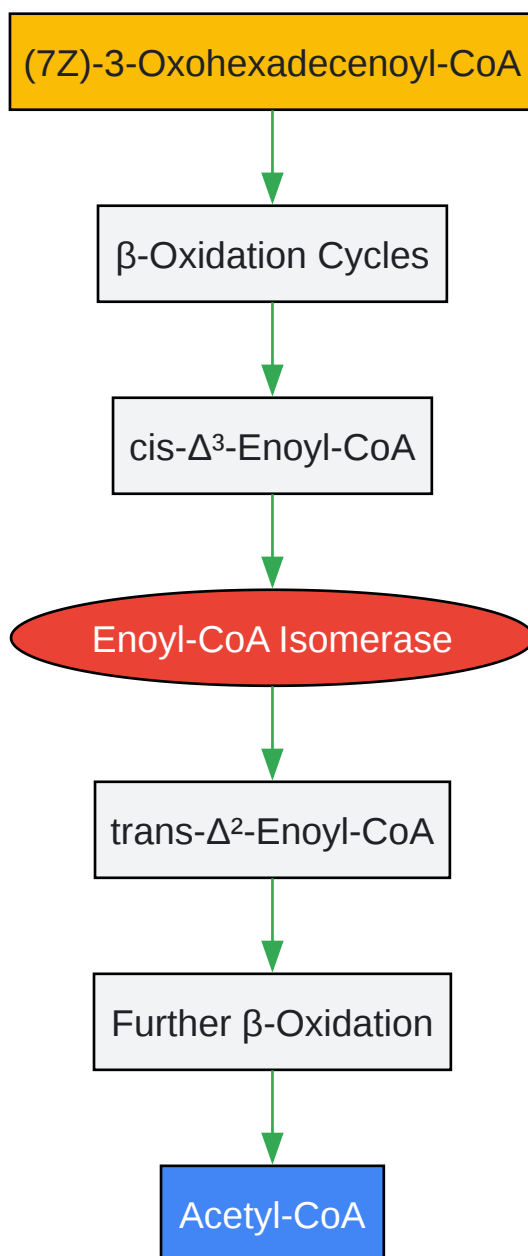 (7Z)-3-Oxohexadecenoyl-CoA
β-Oxidation Cycles
cis-Δ³-Enoyl-CoA
Enoyl-CoA Isomerase
trans-Δ²-Enoyl-CoA
Further β-Oxidation
Acetyl-CoA